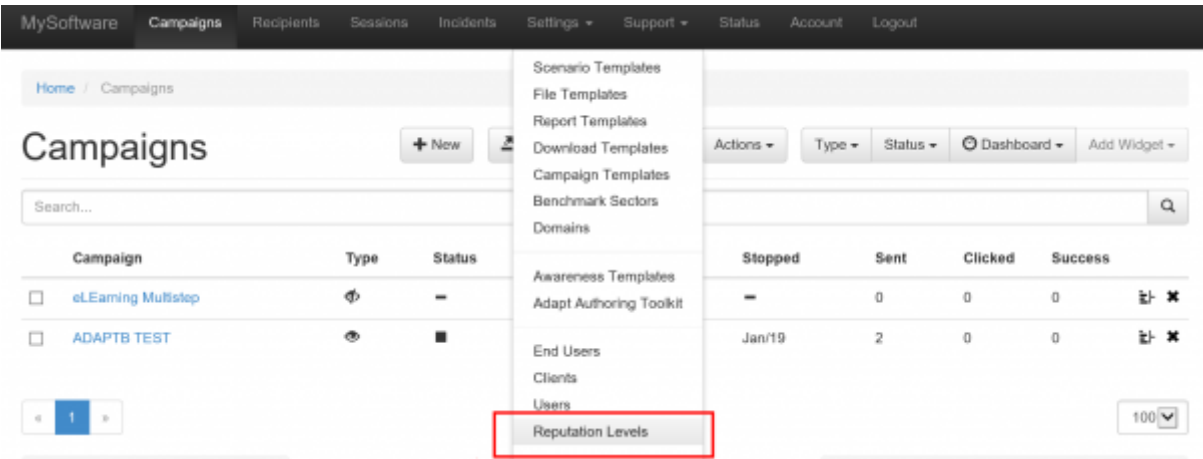 MySoftware Campaigns Recipients Sessions Incidents Settings Support Status Account Logout
Home / Campaigns
Campaigns
+ New
Actions
Type
Status
Dashboard
Add Widget
Search...
Campaign Type Status Stopped Sent Clicked Success
eLEarning Multistep 0 0 0
ADAPTB TEST Jan/19 2 0 0
« 1 »
100
Scenario Templates
File Templates
Report Templates
Download Templates
Campaign Templates
Benchmark Sectors
Domains
Awareness Templates
Adapt Authoring Toolkit
End Users
Clients
Users
Reputation Levels